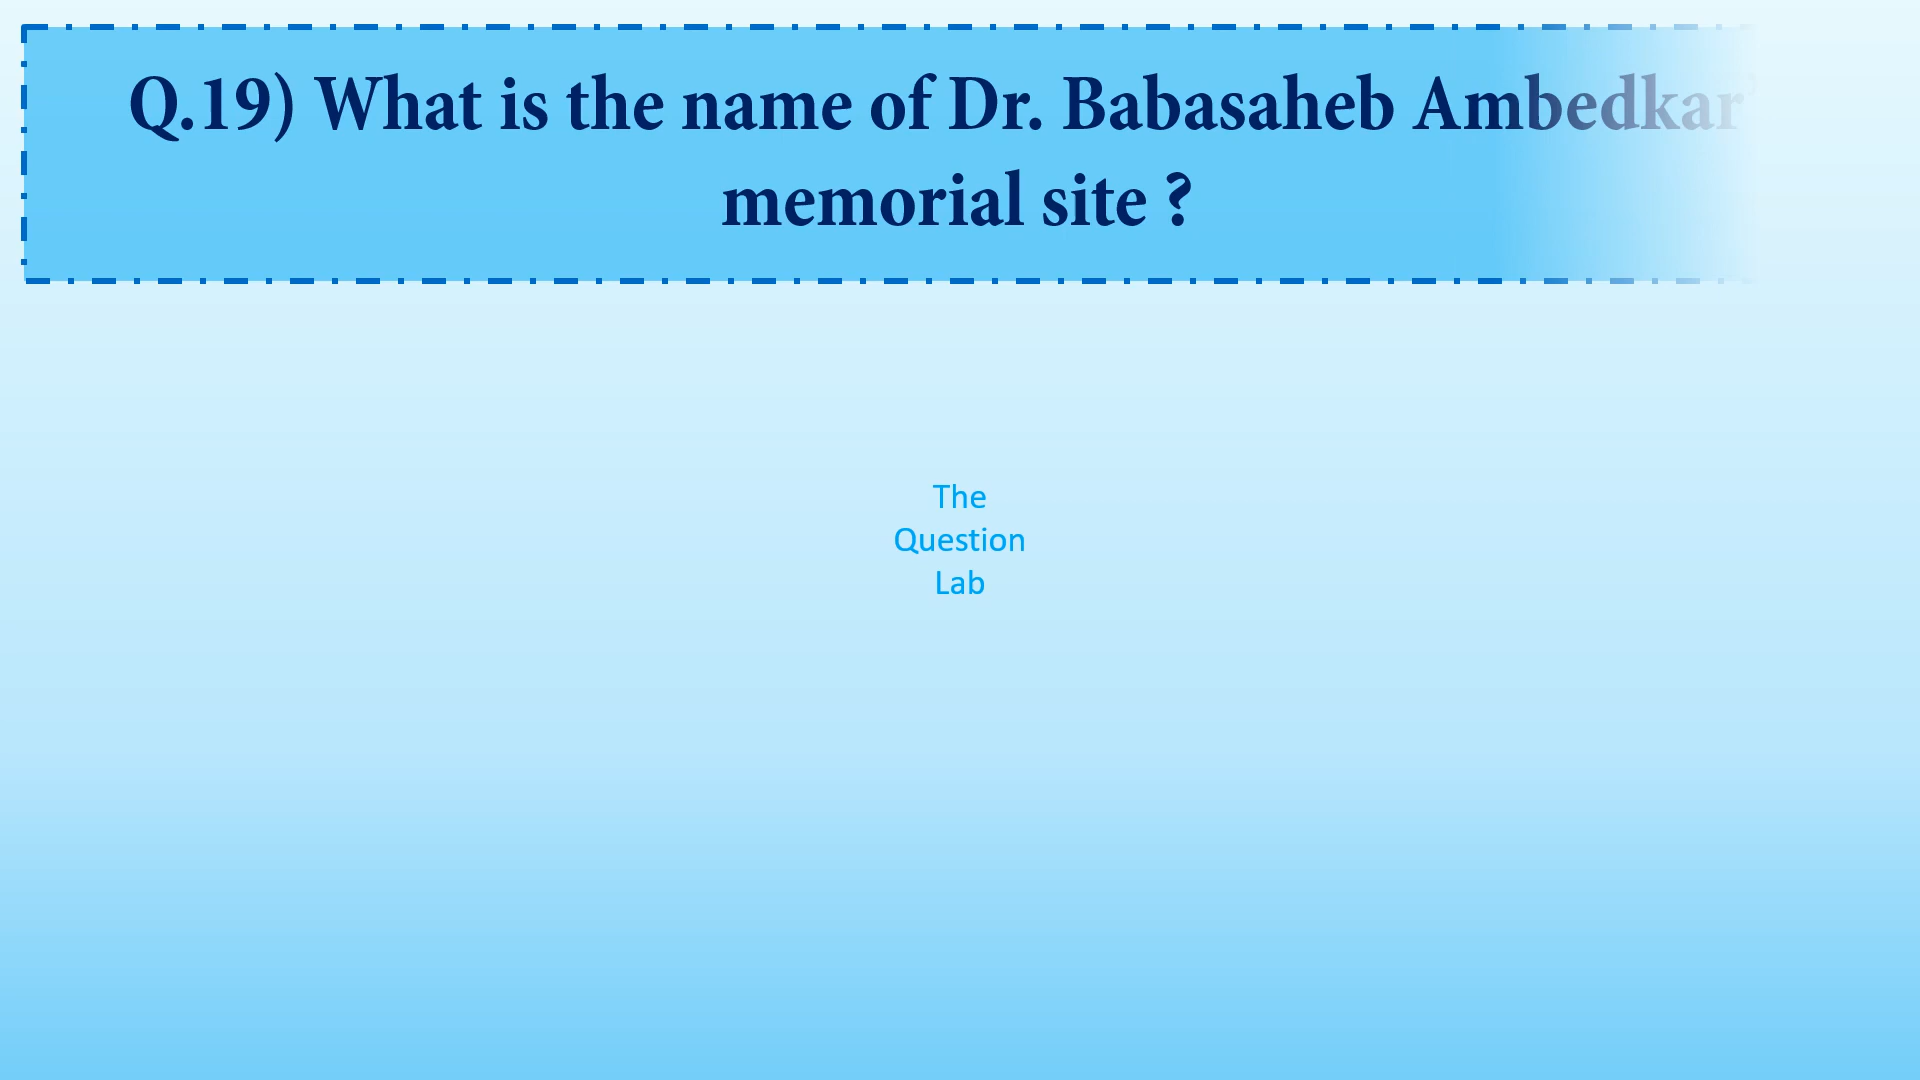 Q.19) What is the name of Dr. Babasaheb Ambedkar'
memorial site ?
The
Question
Lab